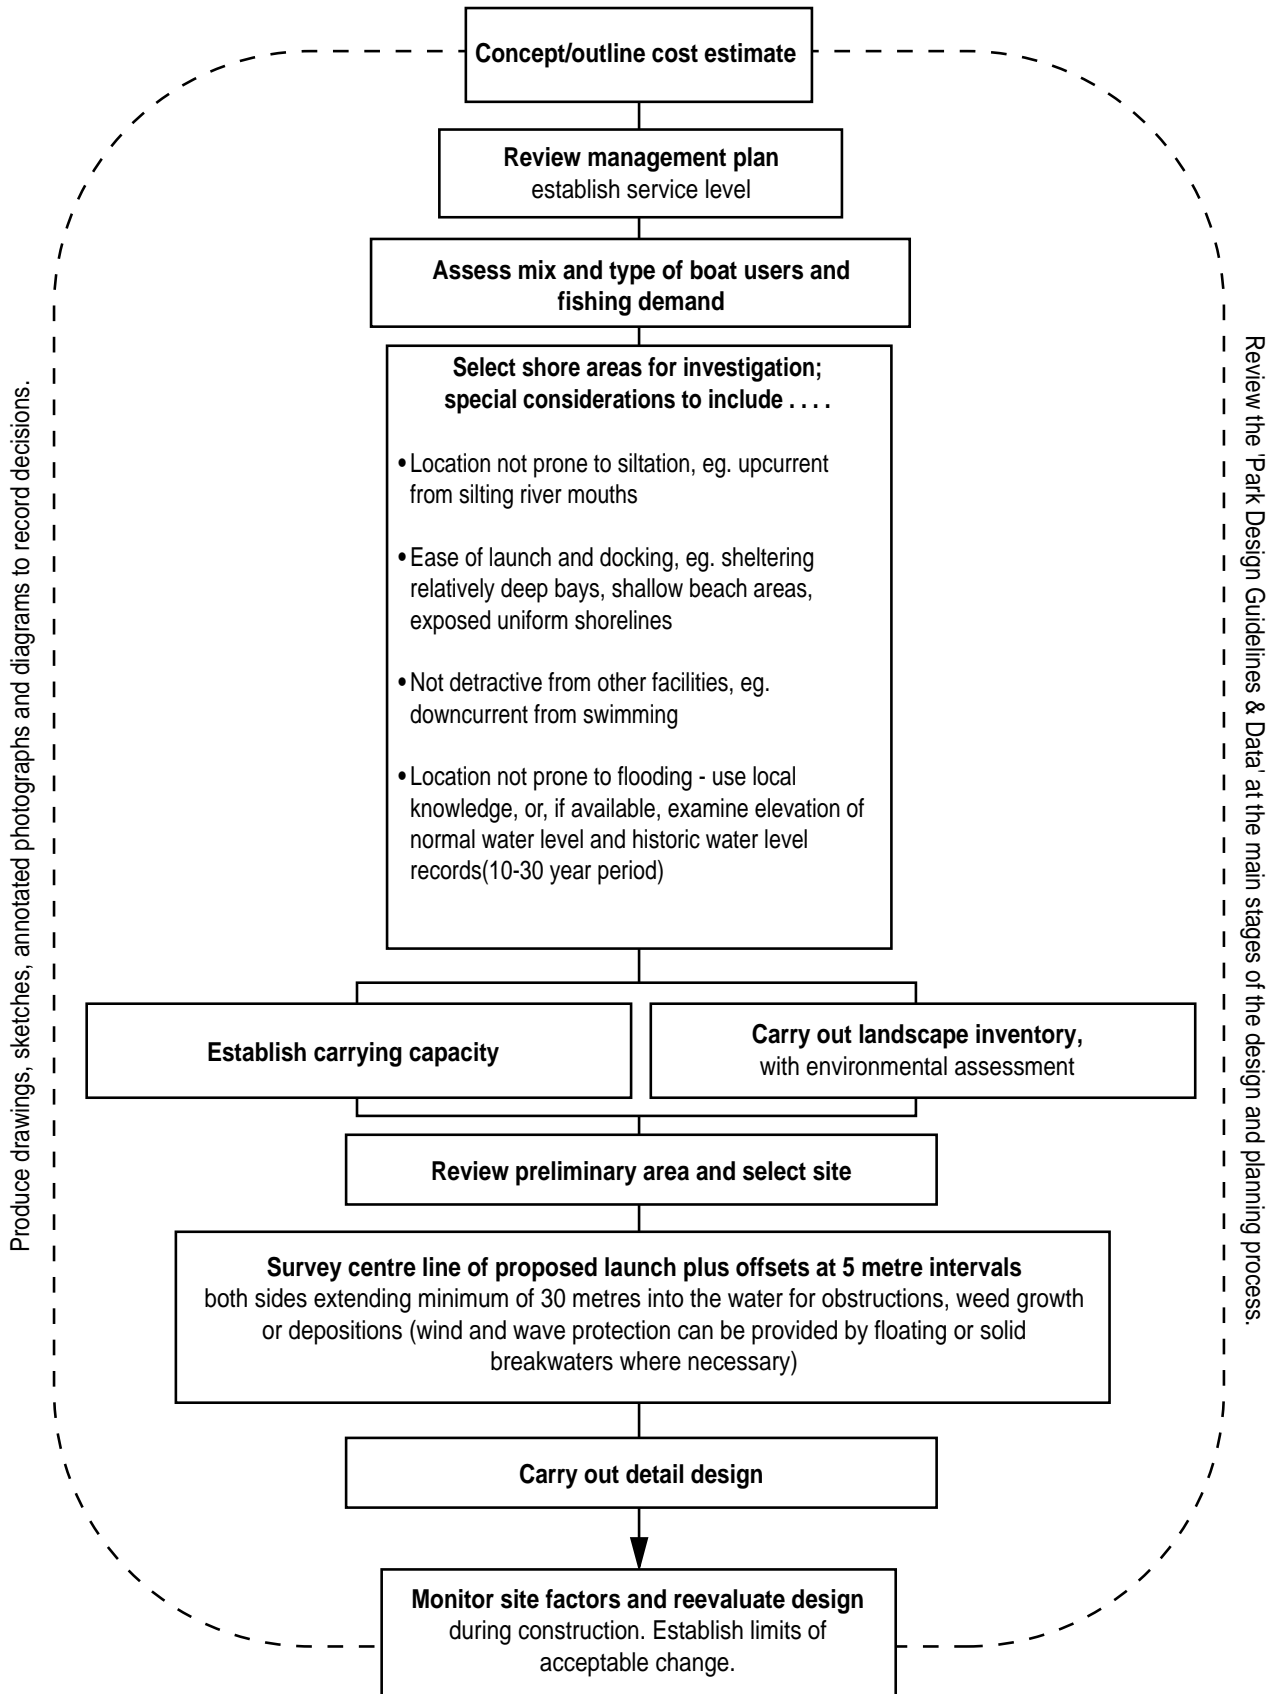 Concept/outline cost estimate
Review management plan
establish service level
Assess mix and type of boat users and
fishing demand
Select shore areas for investigation;
special considerations to include . . . .
• Location not prone to siltation, eg. upcurrent
from silting river mouths
• Ease of launch and docking, eg. sheltering
relatively deep bays, shallow beach areas,
exposed uniform shorelines
• Not detractive from other facilities, eg.
downcurrent from swimming
• Location not prone to flooding - use local
knowledge, or, if available, examine elevation of
normal water level and historic water level
records(10-30 year period)
Establish carrying capacity
Carry out landscape inventory,
with environmental assessment
Review preliminary area and select site
Survey centre line of proposed launch plus offsets at 5 metre intervals
both sides extending minimum of 30 metres into the water for obstructions, weed growth
or depositions (wind and wave protection can be provided by floating or solid
breakwaters where necessary)
Carry out detail design
Monitor site factors and reevaluate design
during construction. Establish limits of
acceptable change.
Produce drawings, sketches, annotated photographs and diagrams to record decisions.
Review the 'Park Design Guidelines & Data' at the main stages of the design and planning process.